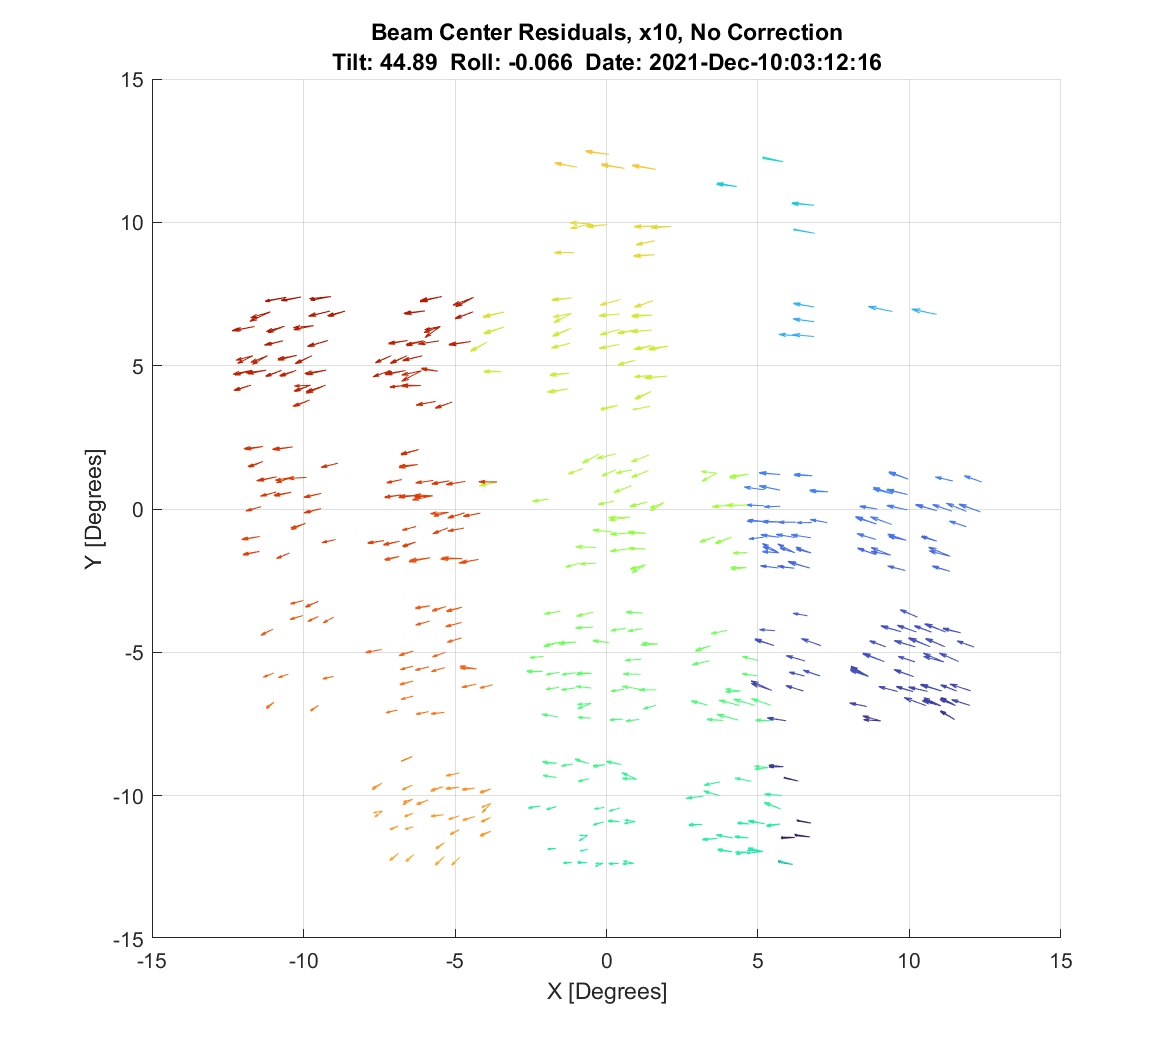 Beam Center Residuals, x10, No Correction
Tilt: 44.89 Roll: -0.066 Date: 2021-Dec-10:03:12:16
15
10
5
0
-5
-10
-15
Y [Degrees]
-15 -10 -5 0 5 10 15
X [Degrees]